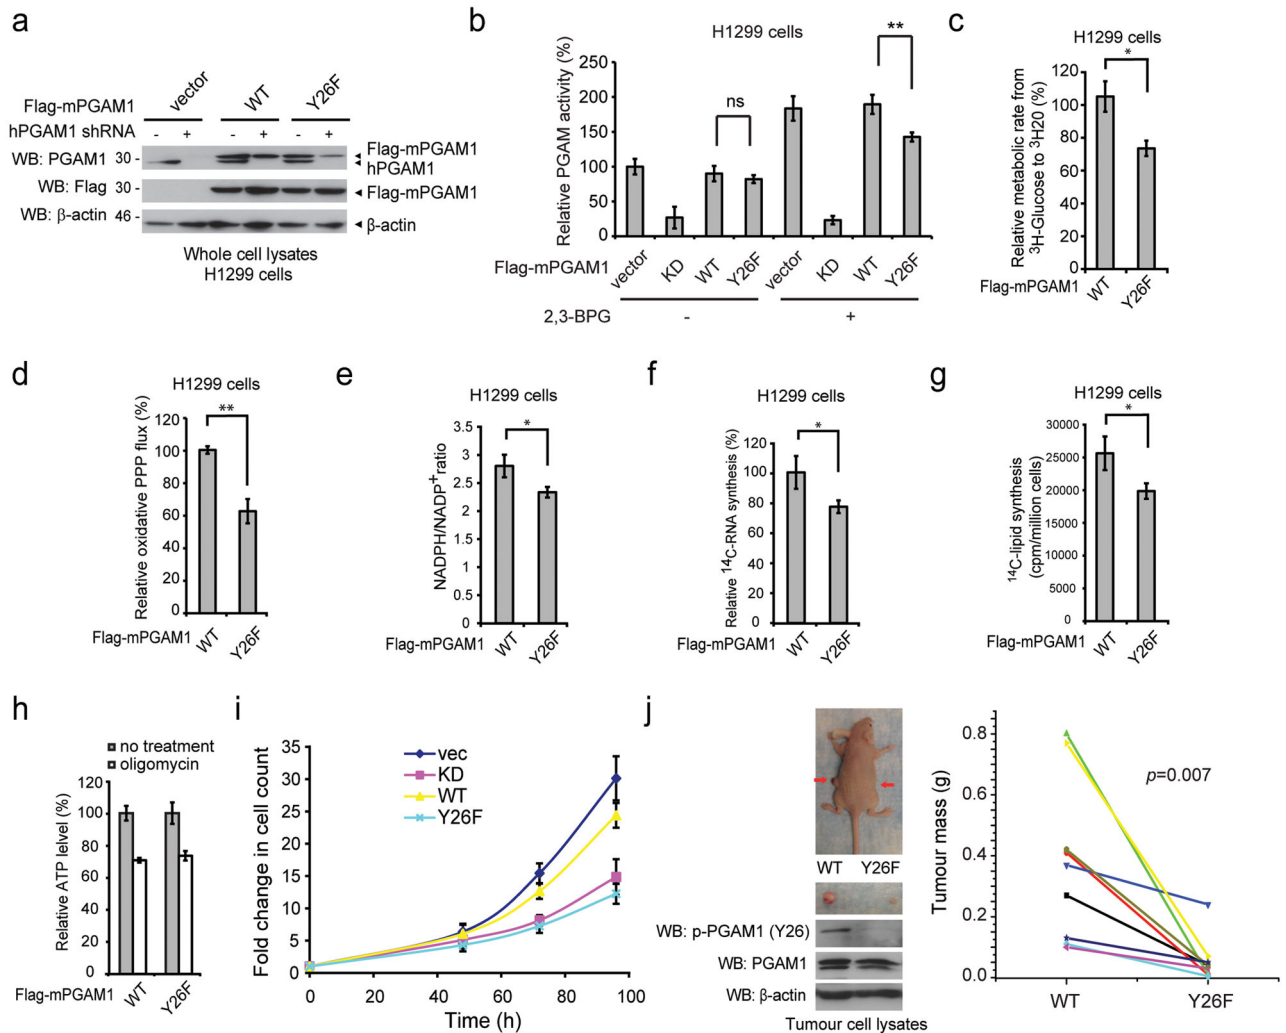 a
Flag-mPGAM1
vector
WT
Y26F
hPGAM1 shRNA
- + - + - +
WB: PGAM1 30 -
Flag-mPGAM1
hPGAM1
WB: Flag 30 -
Flag-mPGAM1
WB: β-actin 46 -
β-actin
Whole cell lysates
H1299 cells
b
H1299 cells
**
ns
Relative PGAM activity (%)
250
200
150
100
50
0
Flag-mPGAM1
vector KD WT Y26F vector KD WT Y26F
2,3-BPG - +
c
H1299 cells
*
Relative metabolic rate from
³H-Glucose to ³H20 (%)
120
100
80
60
40
20
0
Flag-mPGAM1
WT Y26F
d
H1299 cells
**
Relative oxidative PPP flux (%)
120
100
80
60
40
20
0
Flag-mPGAM1
WT Y26F
e
H1299 cells
*
NADPH/NADP⁺ratio
3.5
3
2.5
2
1.5
1
0.5
0
Flag-mPGAM1
WT Y26F
f
H1299 cells
*
Relative ¹⁴C-RNA synthesis (%)
120
100
80
60
40
20
0
Flag-mPGAM1
WT Y26F
g
H1299 cells
*
¹⁴C-lipid synthesis
(cpm/million cells)
30000
25000
20000
15000
10000
5000
0
Flag-mPGAM1
WT Y26F
h
no treatment
oligomycin
Relative ATP level (%)
120
100
80
60
40
20
0
Flag-mPGAM1
WT Y26F
i
Fold change in cell count
35
30
25
20
15
10
5
0
vec
KD
WT
Y26F
0 20 40 60 80 100
Time (h)
j
WT Y26F
WB: p-PGAM1 (Y26)
WB: PGAM1
WB: β-actin
Tumour cell lysates
Tumour mass (g)
0.8
0.6
0.4
0.2
0.0
p=0.007
WT Y26F